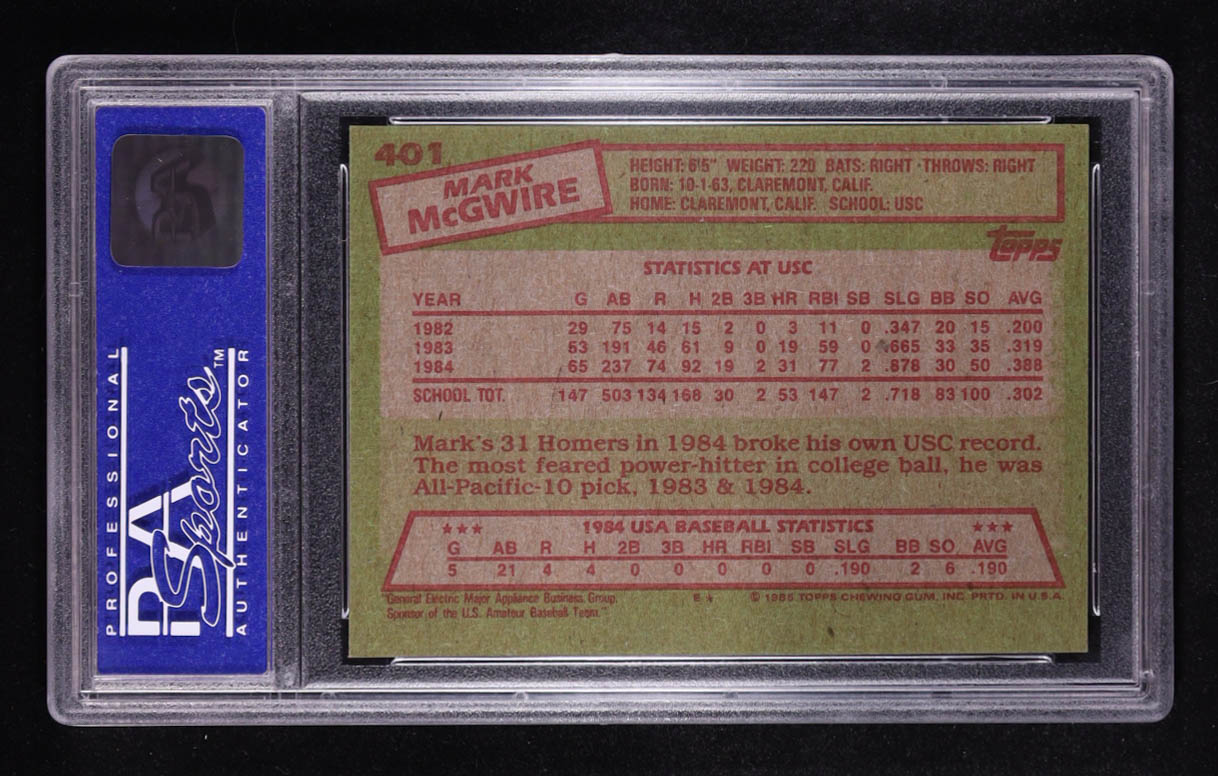 401
MARK
McGWIRE
HEIGHT: 6'5" WEIGHT: 220 BATS: RIGHT · THROWS: RIGHT
BORN: 10-1-63, CLAREMONT, CALIF.
HOME: CLAREMONT, CALIF. SCHOOL: USC
Topps
STATISTICS AT USC
YEAR G AB R H 2B 3B HR RBI SB SLG BB SO AVG
1982 29 75 14 15 2 0 3 11 0 .347 20 15 .200
1983 53 191 46 61 9 0 19 59 0 .665 33 35 .319
1984 65 237 74 92 19 2 31 77 2 .878 30 50 .388
SCHOOL TOT. 147 503 134 168 30 2 53 147 2 .718 83 100 .302
Mark's 31 Homers in 1984 broke his own USC record.
The most feared power-hitter in college ball, he was
All-Pacific-10 pick, 1983 & 1984.
★★★ 1984 USA BASEBALL STATISTICS ★★★
G AB R H 2B 3B HR RBI SB SLG BB SO AVG
5 21 4 4 0 0 0 0 0 .190 2 6 .190
"General Electric Major Appliance Business Group.
Sponsor of the U.S. Amateur Baseball Team."
E★ © 1985 TOPPS CHEWING GUM, INC. PRTD. IN U.S.A.
PSA
PROFESSIONAL
PSA
Sports™
AUTHENTICATOR